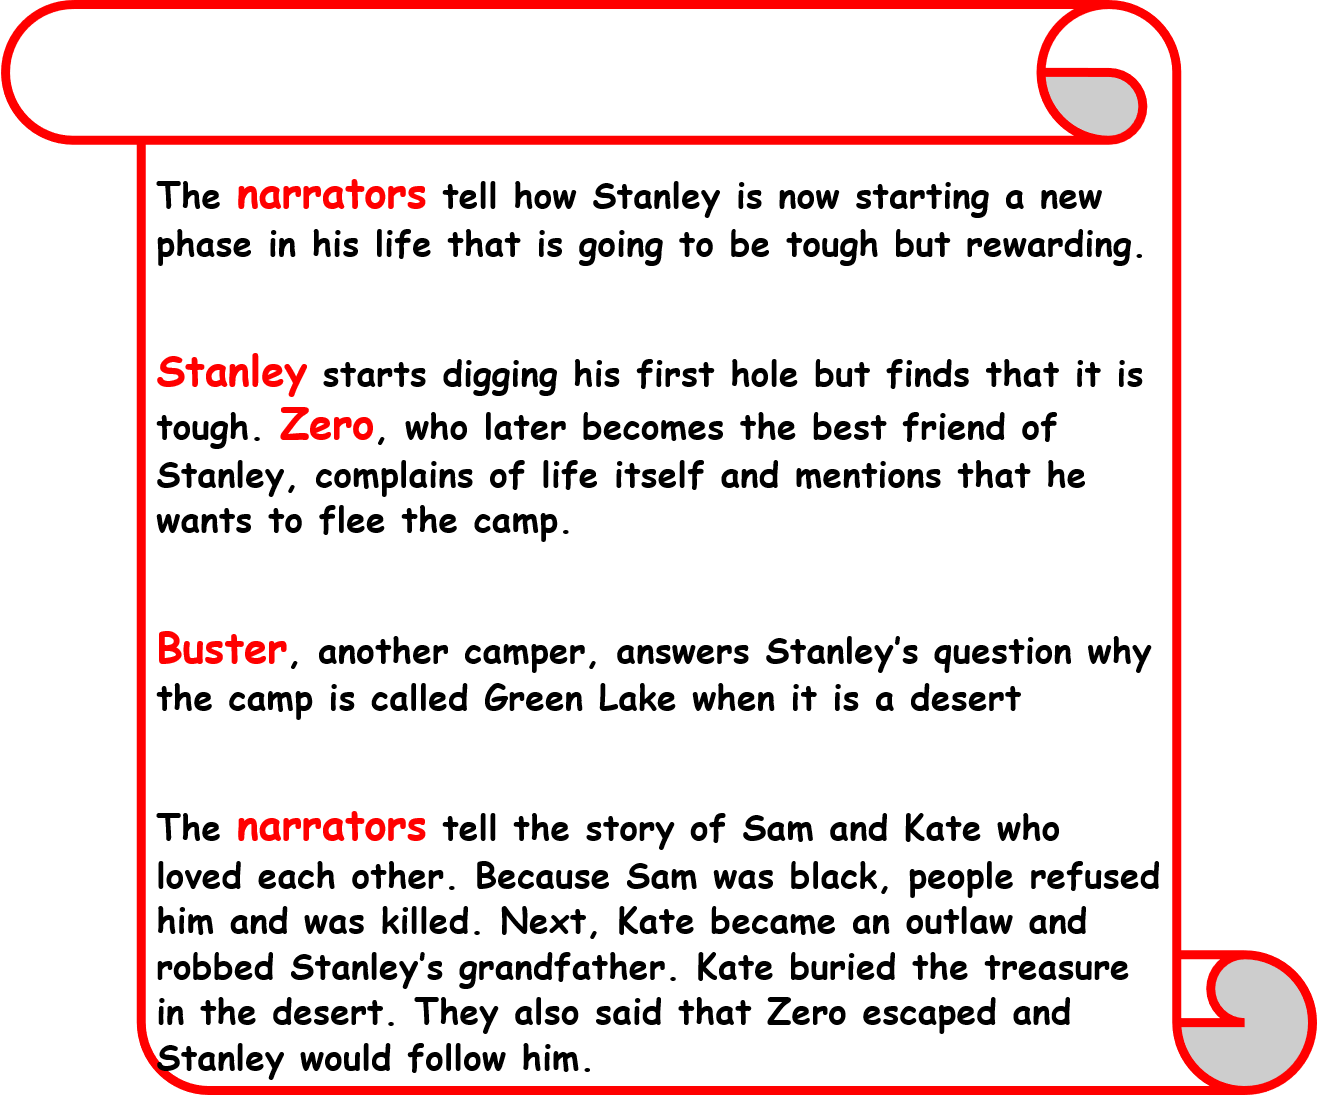 The narrators tell how Stanley is now starting a new
phase in his life that is going to be tough but rewarding.
Stanley starts digging his first hole but finds that it is
tough. Zero, who later becomes the best friend of
Stanley, complains of life itself and mentions that he
wants to flee the camp.
Buster, another camper, answers Stanley’s question why
the camp is called Green Lake when it is a desert
The narrators tell the story of Sam and Kate who
loved each other. Because Sam was black, people refused
him and was killed. Next, Kate became an outlaw and
robbed Stanley’s grandfather. Kate buried the treasure
in the desert. They also said that Zero escaped and
Stanley would follow him.